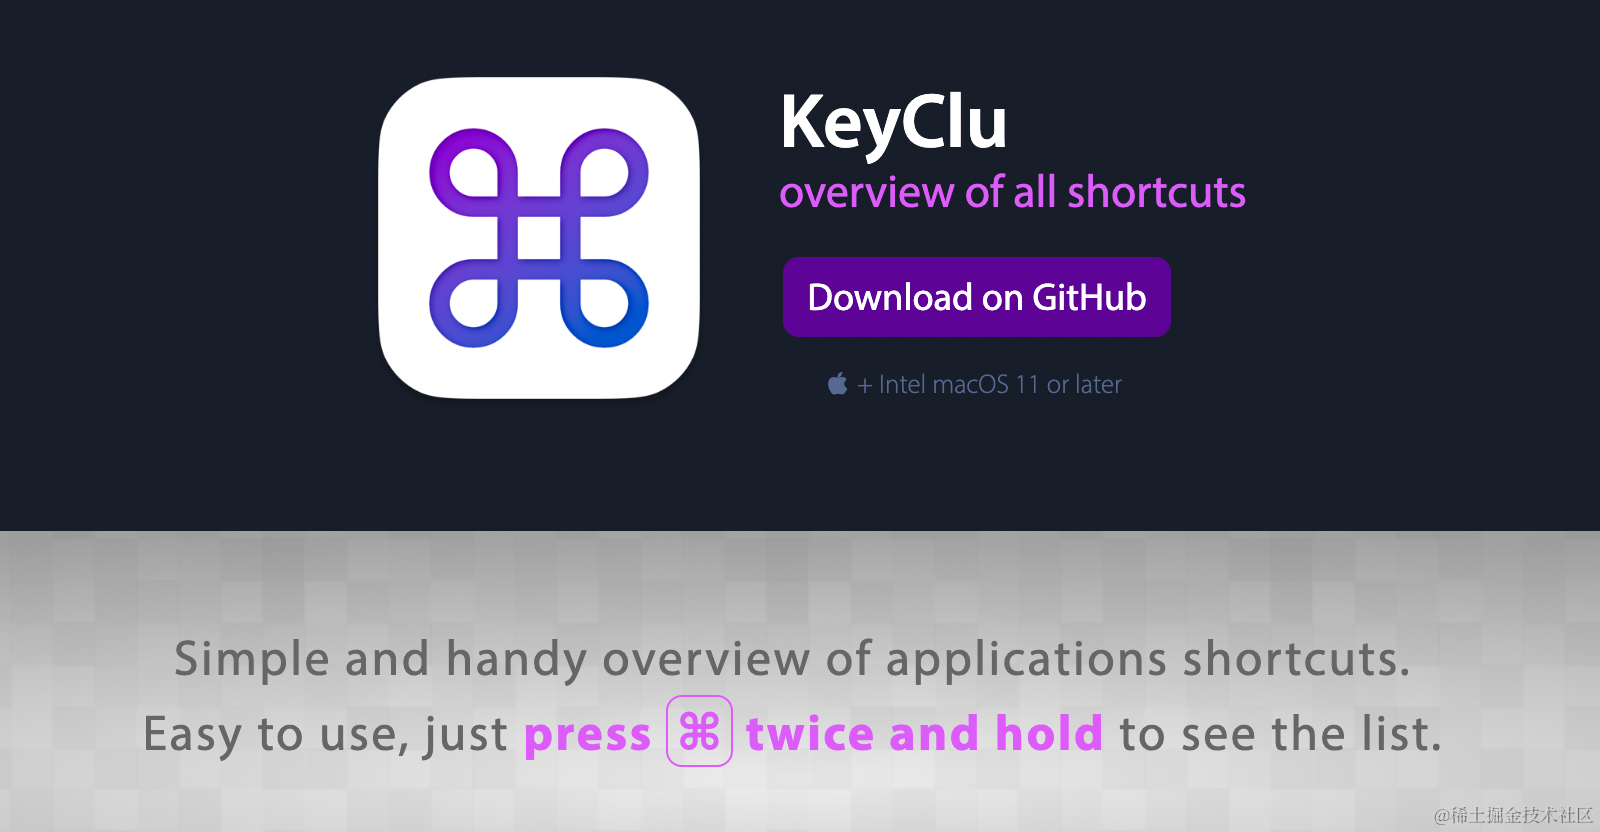 KeyClu
overview of all shortcuts
Download on GitHub
+ Intel macOS 11 or later
Simple and handy overview of applications shortcuts.
Easy to use, just press ⌘ twice and hold to see the list.
@稀土掘金技术社区